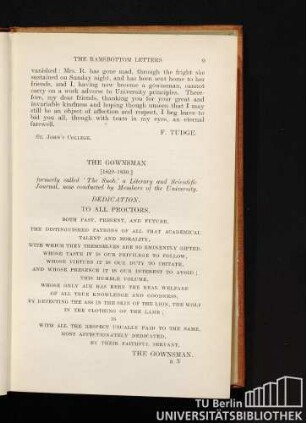 THE RAMSBOTTOM LETTERS 9
vanished: Mrs. R. has gone mad, through the fright she
sustained on Sunday night, and has been sent home to her
friends, and I, having now become a gownsman, cannot
carry on a work adverse to University principles. There-
fore, my dear friends, thanking you for your great and
invariable kindness and hoping though unseen that I may
still be an object of affection and respect, I beg leave to
bid you all, though with tears in my eyes, an eternal
farewell.
F. TUDGE.
ST. JOHN'S COLLEGE.
THE GOWNSMAN.
[1829-1830.]
formerly called 'The Snob,' a Literary and Scientific
Journal, now conducted by Members of the University.
DEDICATION.
TO ALL PROCTORS,
BOTH PAST, PRESENT, AND FUTURE,
THE DISTINGUISHED PATRONS OF ALL THAT ACADEMICAL
TALENT AND MORALITY,
WITH WHICH THEY THEMSELVES ARE SO EMINENTLY GIFTED:
WHOSE TASTE IT IS OUR PRIVILEGE TO FOLLOW,
WHOSE VIRTUES IT IS OUR DUTY TO IMITATE,
AND WHOSE PRESENCE IT IS OUR INTEREST TO AVOID;
THIS HUMBLE VOLUME,
WHOSE ONLY AIM HAS BEEN THE REAL WELFARE
OF ALL TRUE KNOWLEDGE AND GOODNESS,
BY DETECTING THE ASS IN THE SKIN OF THE LION, THE WOLF
IN THE CLOTHING OF THE LAMB;
IS
WITH ALL THE RESPECT USUALLY PAID TO THE SAME,
MOST AFFECTIONATELY DEDICATED,
BY THEIR FAITHFUL SERVANT,
THE GOWNSMAN.
TU Berlin
UNIVERSITÄTSBIBLIOTHEK